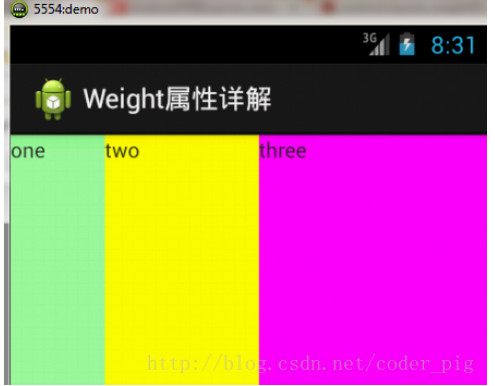 5554:demo
3G 8:31
Weight属性详解
one two three
http://blog.csdn.net/coder_pig